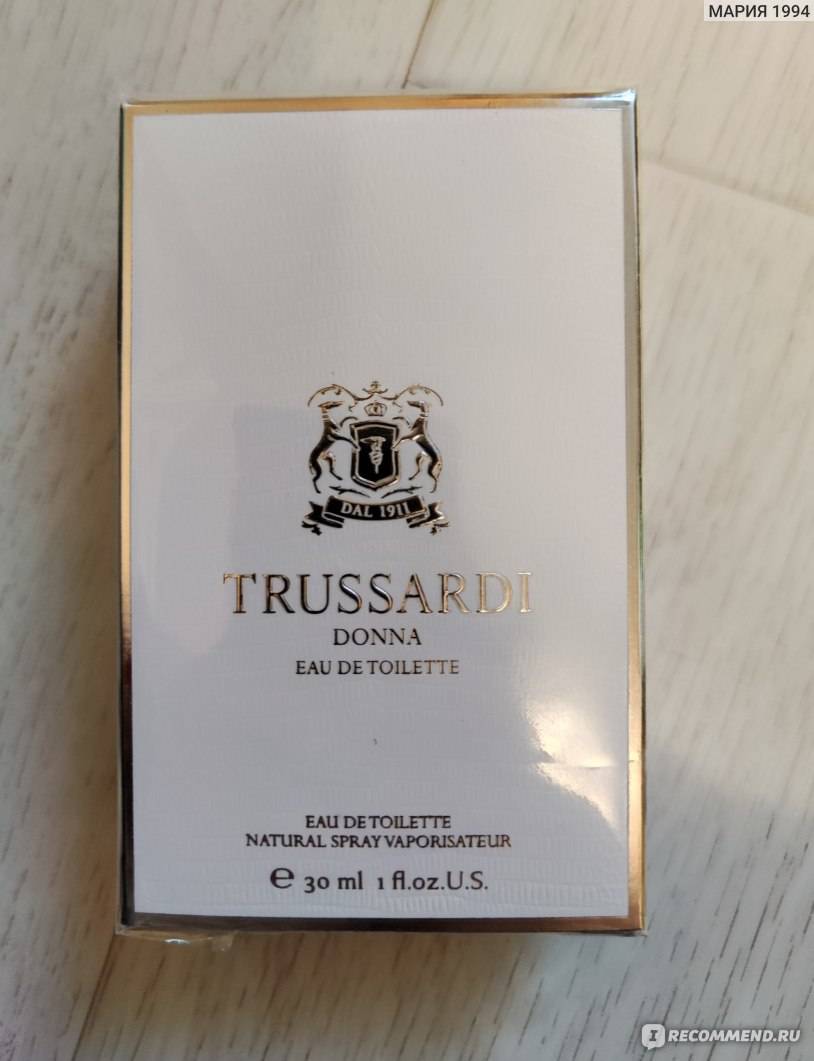 МАРИЯ 1994
DAL 1911
TRUSSARDI
DONNA
EAU DE TOILETTE
EAU DE TOILETTE
NATURAL SPRAY VAPORISATEUR
℮ 30 ml 1 fl.oz.U.S.
IRECOMMEND.RU